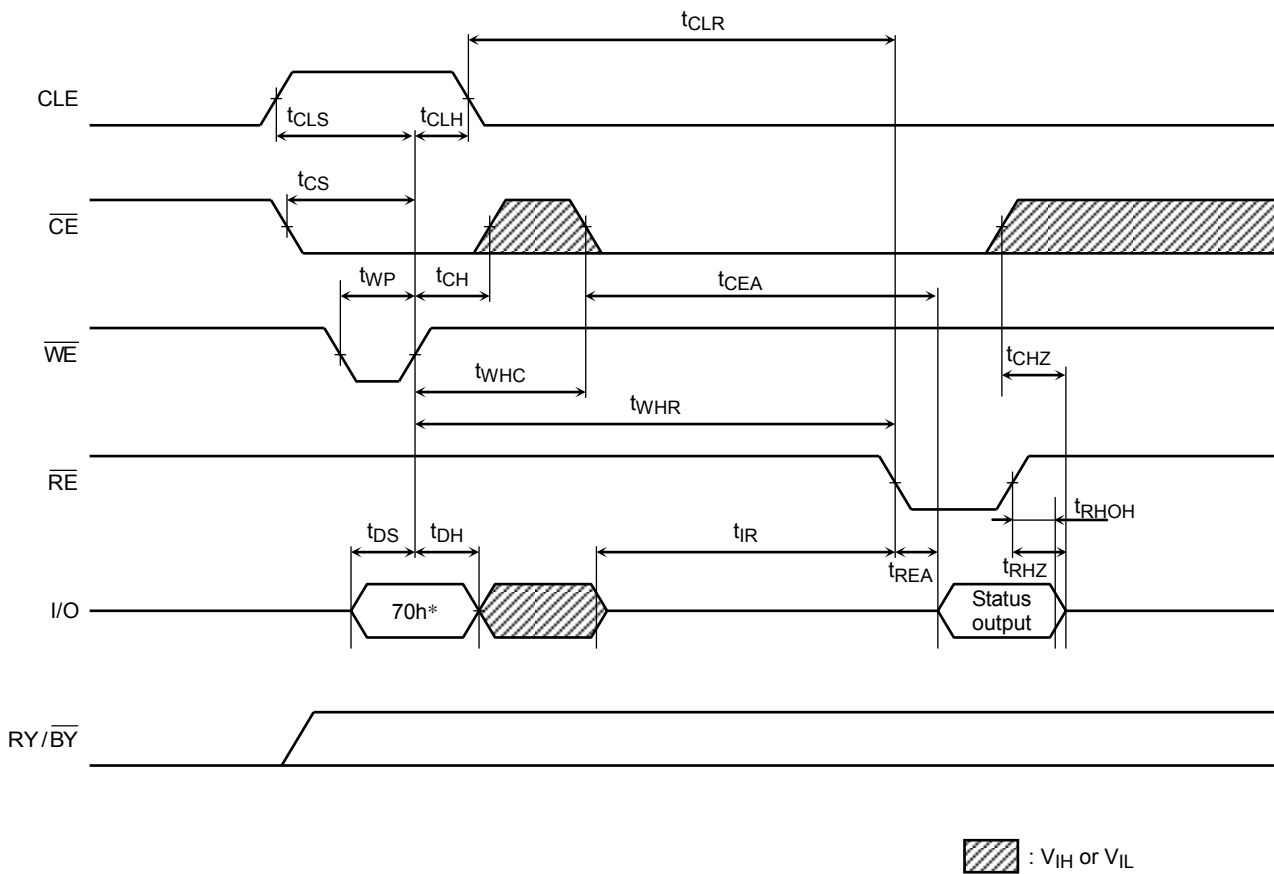 tCLR
CLE
tCLS
tCLH
tCS
CE
tWP
tCH
tCEA
WE
tCHZ
tWHC
tWHR
RE
tRHOH
tDS
tDH
tIR
tREA
tRHZ
I/O
70h*
Status
output
RY/BY
: VIH or VIL